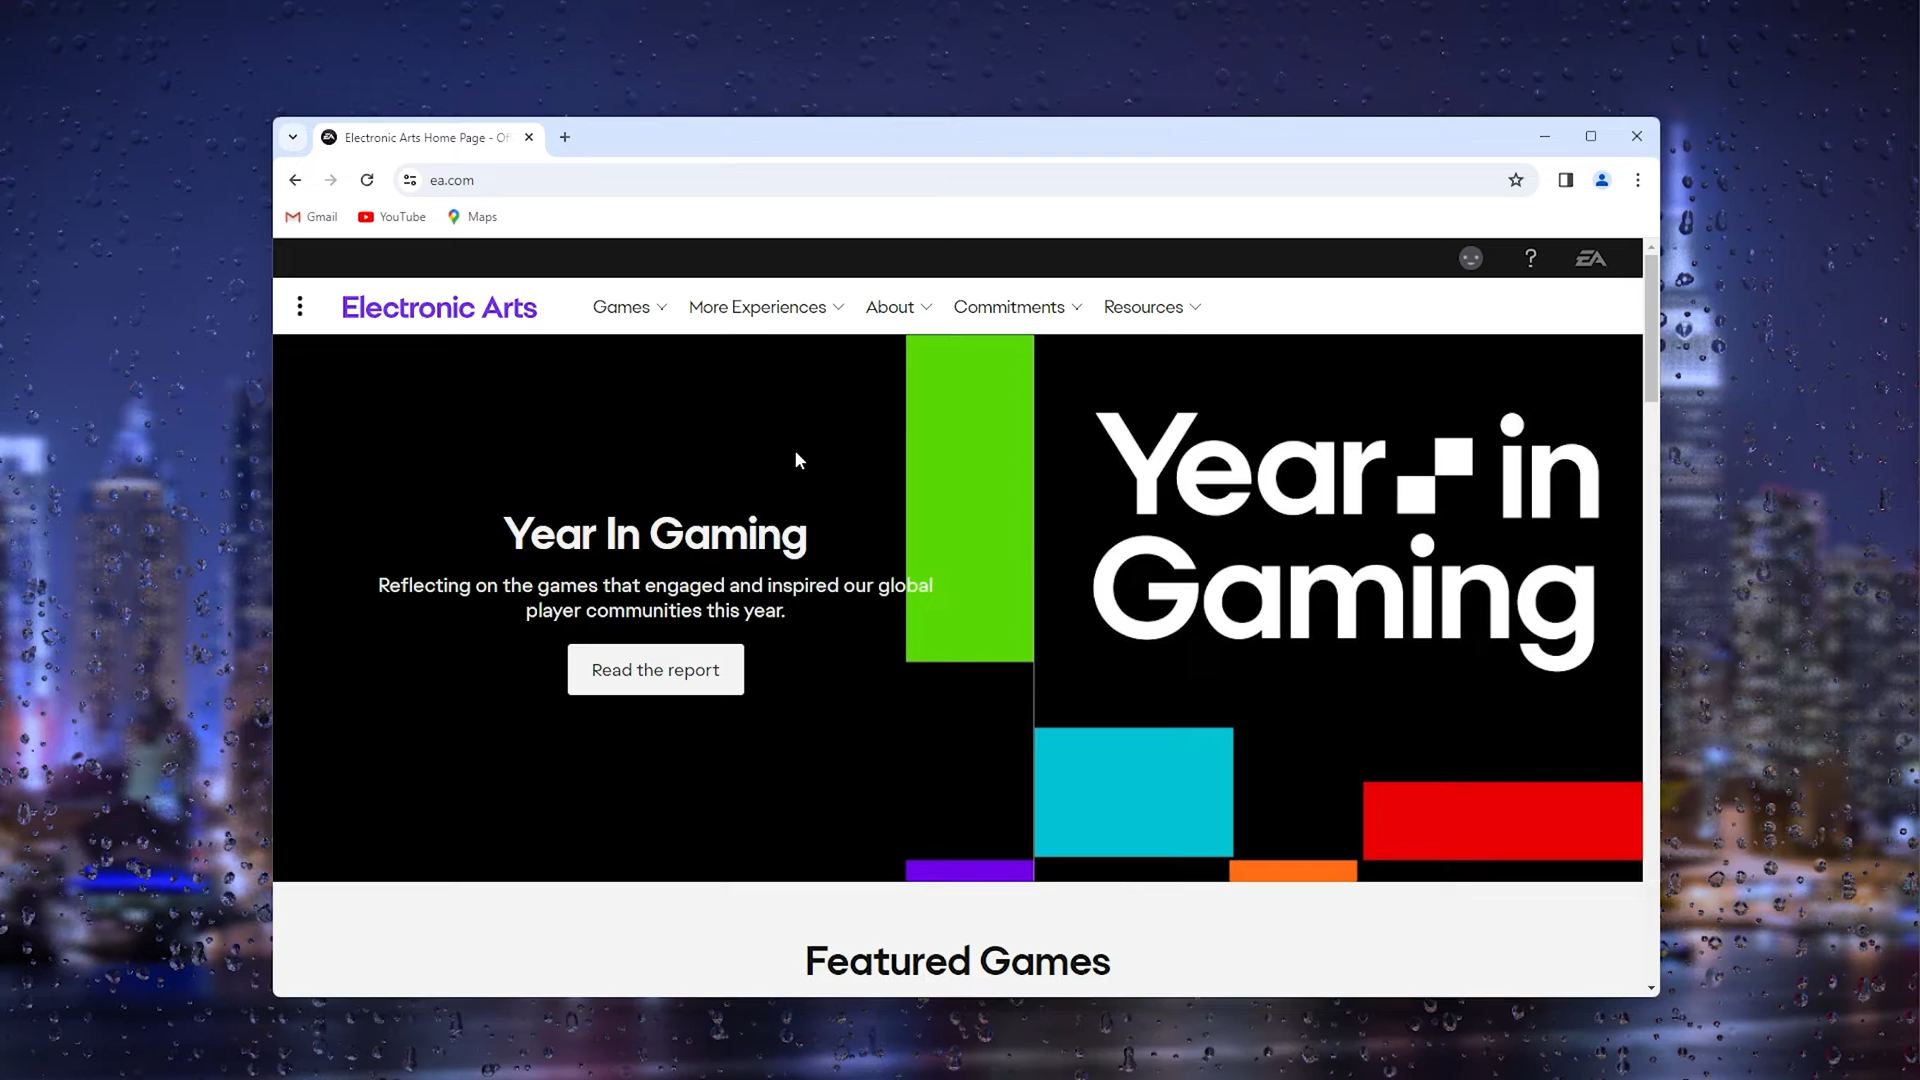 Electronic Arts Home Page - Of
ea.com
Gmail YouTube Maps
? EA
Electronic Arts Games More Experiences About Commitments Resources
Year In Gaming
Reflecting on the games that engaged and inspired our global
player communities this year.
Read the report
Year in
Gaming
Featured Games